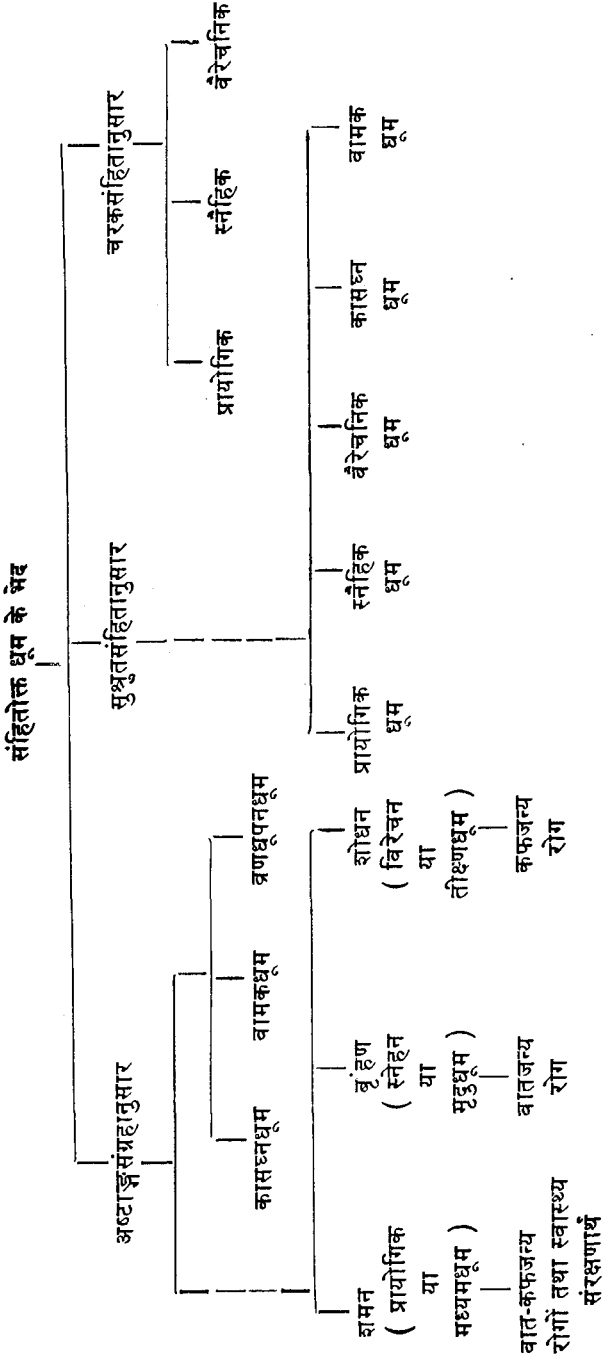 संहितोक्त धूम के भेद
अष्टाङ्गसंग्रहानुसार
सुश्रुतसंहितानुसार
चरकसंहितानुसार
कासघ्नधूम
वामकधूम
व्रणधूपनधूम
प्रायोगिक
स्नैहिक
वैरेचनिक
शमन
( प्रायोगिक
या
मध्यमधूम )
वात-कफजन्य
रोगों तथा स्वास्थ्य
संरक्षणार्थ
बृंहण
( स्नेहन
या
मृदुधूम )
वातजन्य
रोग
शोधन
( विरेचन
या
तीक्ष्णधूम )
कफजन्य
रोग
प्रायोगिक
धूम
स्नैहिक
धूम
वैरेचनिक
धूम
कासघ्न
धूम
वामक
धूम